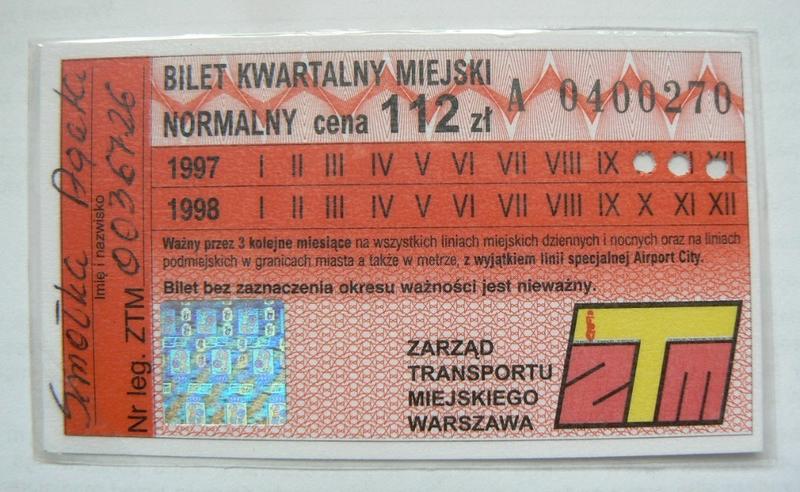 BILET KWARTALNY MIEJSKI
NORMALNY cena 112 zł
A 0400270
1997 I II III IV V VI VII VIII IX XII
1998 I II III IV V VI VII VIII IX X XI XII
Ważny przez 3 kolejne miesiące na wszystkich liniach miejskich dziennych i nocnych oraz na liniach
podmiejskich w granicach miasta a także w metrze, z wyjątkiem linii specjalnej Airport City.
Bilet bez zaznaczenia okresu ważności jest nieważny.
ZARZĄD
TRANSPORTU
MIEJSKIEGO
WARSZAWA
ZTM
Smołka
Imię i nazwisko
Nr leg. ZTM 0036726